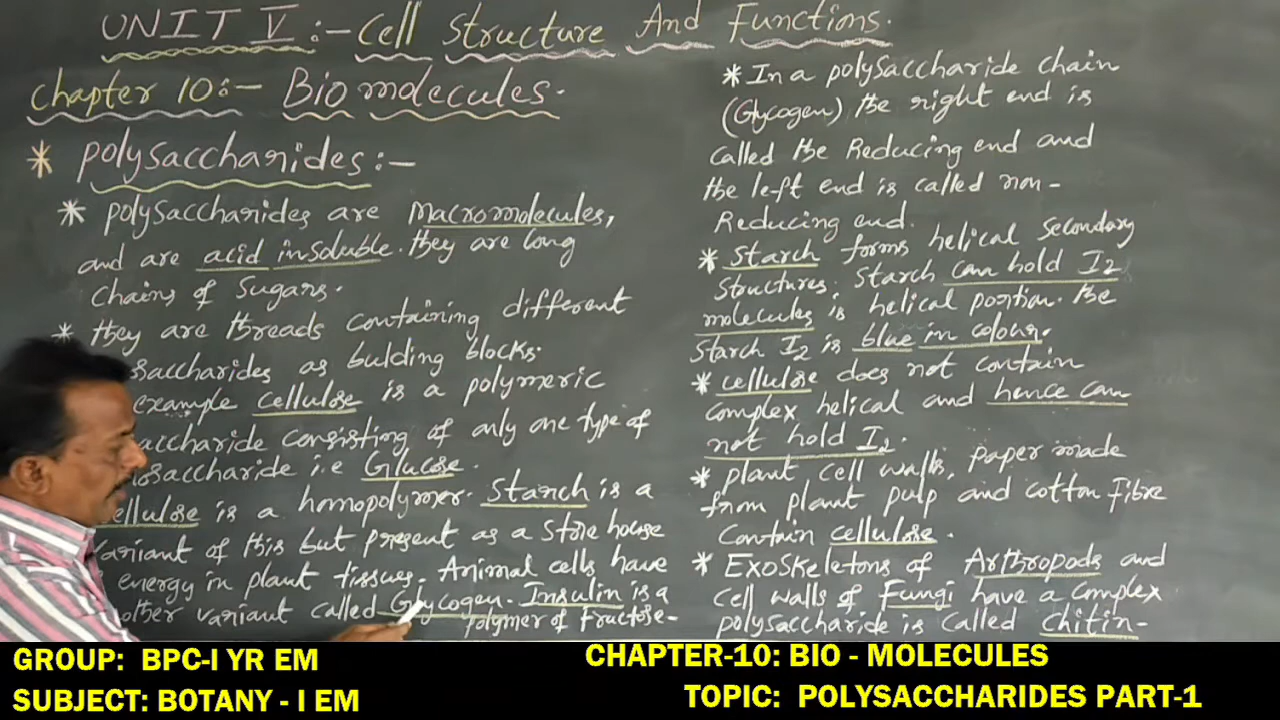 UNIT V:- Cell Structure And Functions.
Chapter 10:- Biomolecules.
* polysaccharides:-
* polysaccharides are Macromolecules,
and are acid insoluble. they are long
chains of sugars.
* they are threads containing different
saccharides as bulding blocks.
example cellulose is a polymeric
saccharide consisting of only one type of
saccharide i.e Glucose.
cellulose is a homopolymer. Starch is a
variant of this but present as a store house
energy in plant tissues. Animal cells have
other variant called Glycogen. Insulin is a
polymer of fructose-
* In a polysaccharide chain
(Glycogen) the right end is
called the Reducing end and
the left end is called non-
Reducing end.
* Starch forms helical secondary
structures. Starch can hold I2
molecules is helical portion. the
starch I2 is blue in colour.
* cellulose does not contain
complex helical and hence can
not hold I2.
* plant cell walls, paper made
from plant pulp and cotton fibre
contain cellulose.
* Exoskeletons of Arthropods and
cell walls of Fungi have a complex
polysaccharide is called chitin-
GROUP: BPC-I YR EM
SUBJECT: BOTANY - I EM
CHAPTER-10: BIO - MOLECULES
TOPIC: POLYSACCHARIDES PART-1